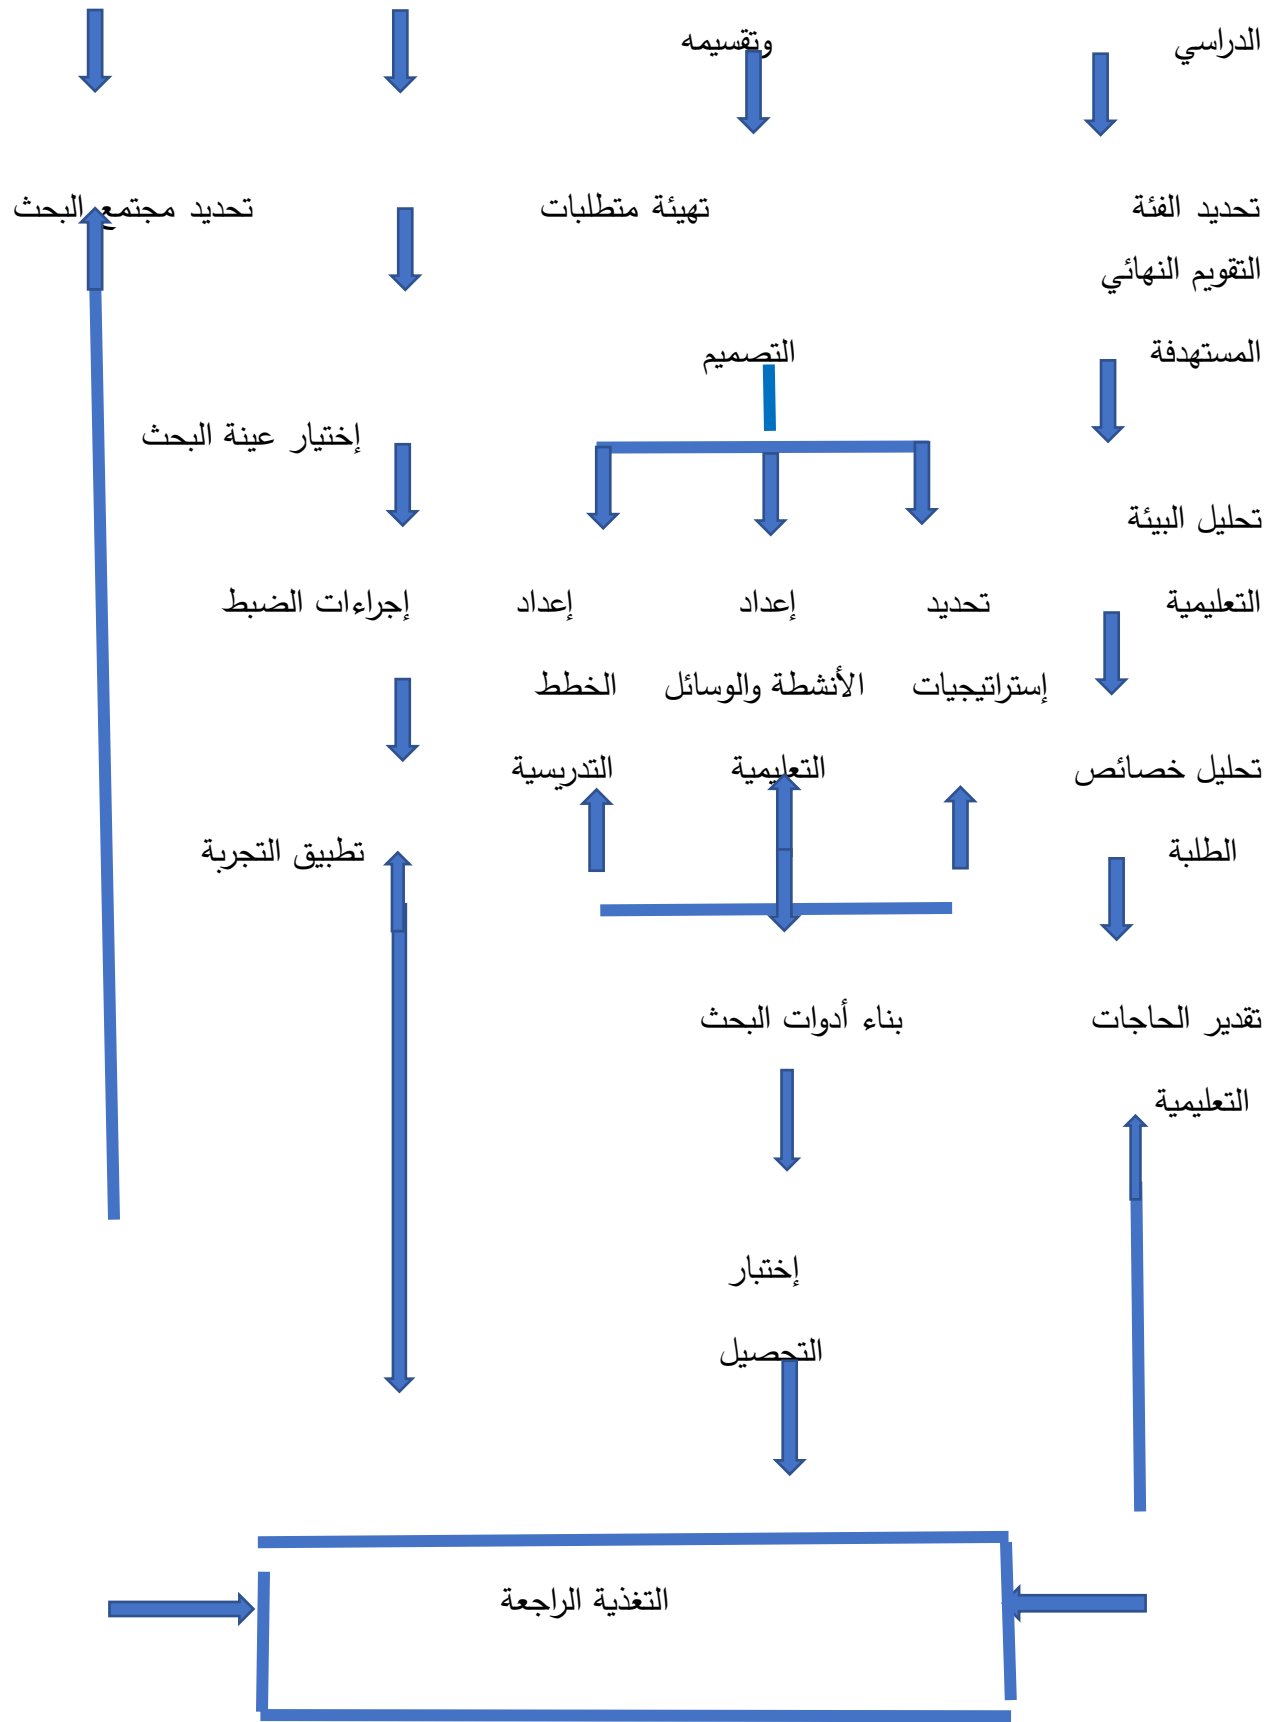 الدراسي وتقسيمه
تحديد الفئة تهيئة متطلبات تحديد مجتمع البحث
التقويم النهائي
المستهدفة التصميم
إختيار عينة البحث
تحليل البيئة
التعليمية تحديد إعداد إعداد إجراءات الضبط
إستراتيجيات الأنشطة والوسائل الخطط
تحليل خصائص التعليمية التدريسية
الطلبة تطبيق التجربة
تقدير الحاجات بناء أدوات البحث
التعليمية
إختبار
التحصيل
التغذية الراجعة